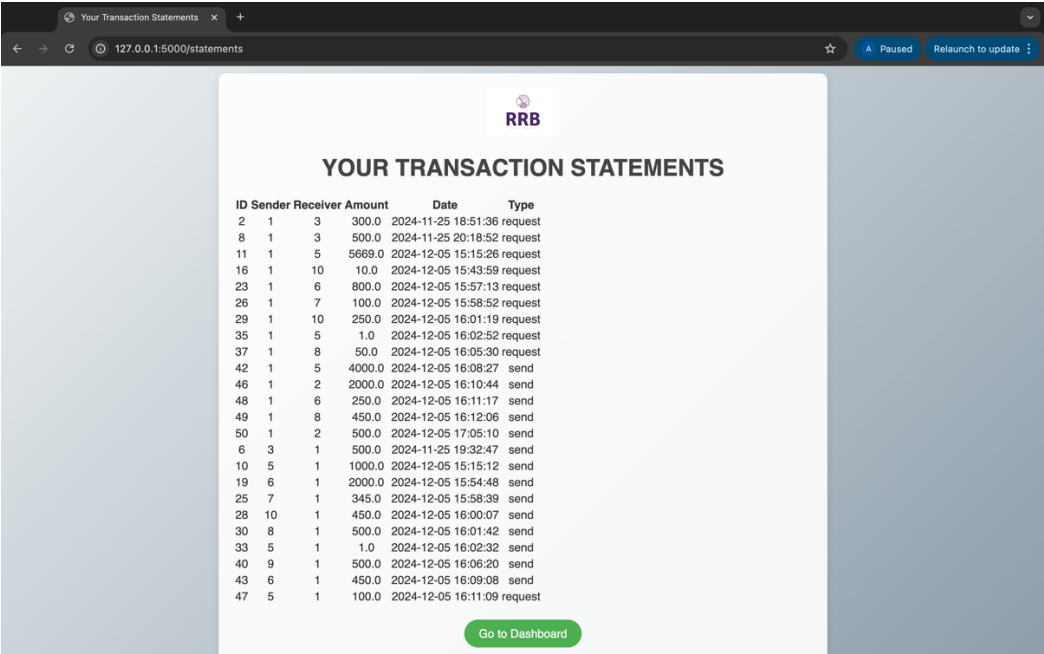 Your Transaction Statements
127.0.0.1:5000/statements
A Paused
Relaunch to update
RRB
YOUR TRANSACTION STATEMENTS
ID Sender Receiver Amount Date Type
2 1 3 300.0 2024-11-25 18:51:36 request
8 1 3 500.0 2024-11-25 20:18:52 request
11 1 5 5669.0 2024-12-05 15:15:26 request
16 1 10 10.0 2024-12-05 15:43:59 request
23 1 6 800.0 2024-12-05 15:57:13 request
26 1 7 100.0 2024-12-05 15:58:52 request
29 1 10 250.0 2024-12-05 16:01:19 request
35 1 5 1.0 2024-12-05 16:02:52 request
37 1 8 50.0 2024-12-05 16:05:30 request
42 1 5 4000.0 2024-12-05 16:08:27 send
46 1 2 2000.0 2024-12-05 16:10:44 send
48 1 6 250.0 2024-12-05 16:11:17 send
49 1 8 450.0 2024-12-05 16:12:06 send
50 1 2 500.0 2024-12-05 17:05:10 send
6 3 1 500.0 2024-11-25 19:32:47 send
10 5 1 1000.0 2024-12-05 15:15:12 send
19 6 1 2000.0 2024-12-05 15:54:48 send
25 7 1 345.0 2024-12-05 15:58:39 send
28 10 1 450.0 2024-12-05 16:00:07 send
30 8 1 500.0 2024-12-05 16:01:42 send
33 5 1 1.0 2024-12-05 16:02:32 send
40 9 1 500.0 2024-12-05 16:06:20 send
43 6 1 450.0 2024-12-05 16:09:08 send
47 5 1 100.0 2024-12-05 16:11:09 request
Go to Dashboard